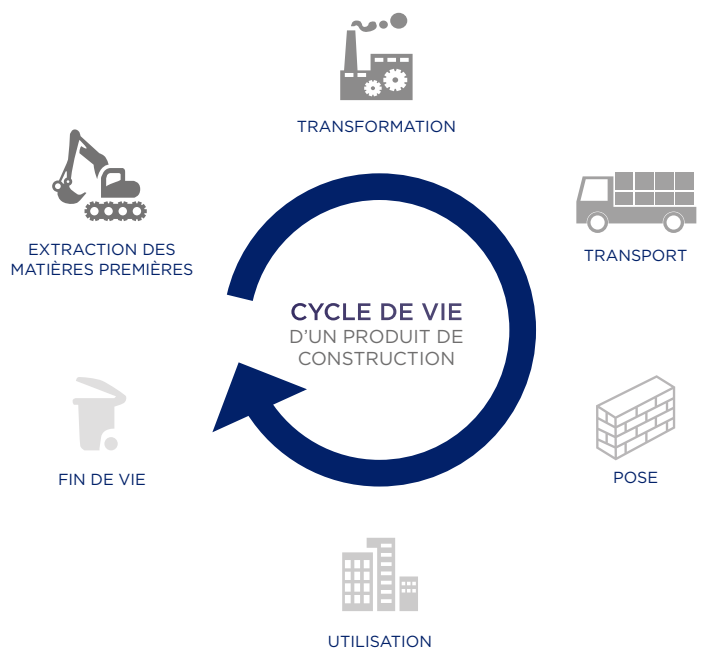 TRANSFORMATION
EXTRACTION DES
MATIÈRES PREMIÈRES
TRANSPORT
CYCLE DE VIE
D'UN PRODUIT DE
CONSTRUCTION
FIN DE VIE
POSE
UTILISATION